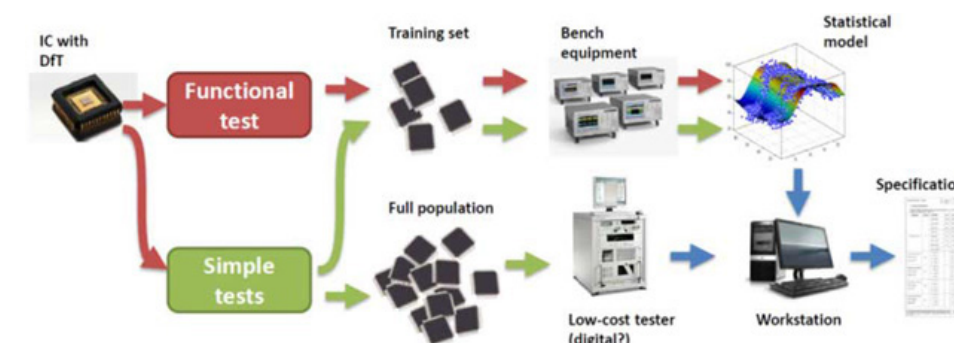 IC with
DfT
Functional
test
Training set
Bench
equipment
Statistical
model
Simple
tests
Full population
Low-cost tester
(digital?)
Workstation
Specificatio